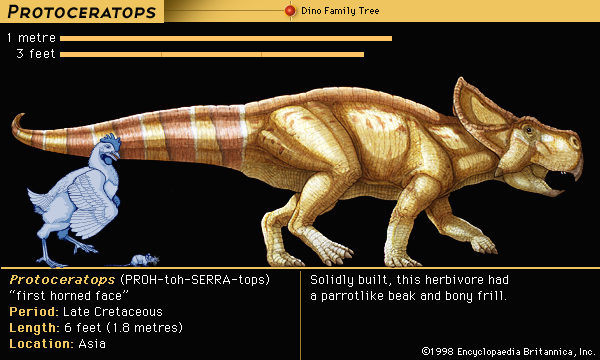 PROTOCERATOPS
Dino Family Tree
1 metre
3 feet
Protoceratops (PROH-toh-SERRA-tops)
“first horned face”
Period: Late Cretaceous
Length: 6 feet (1.8 metres)
Location: Asia
Solidly built, this herbivore had
a parrotlike beak and bony frill.
©1998 Encyclopaedia Britannica, Inc.